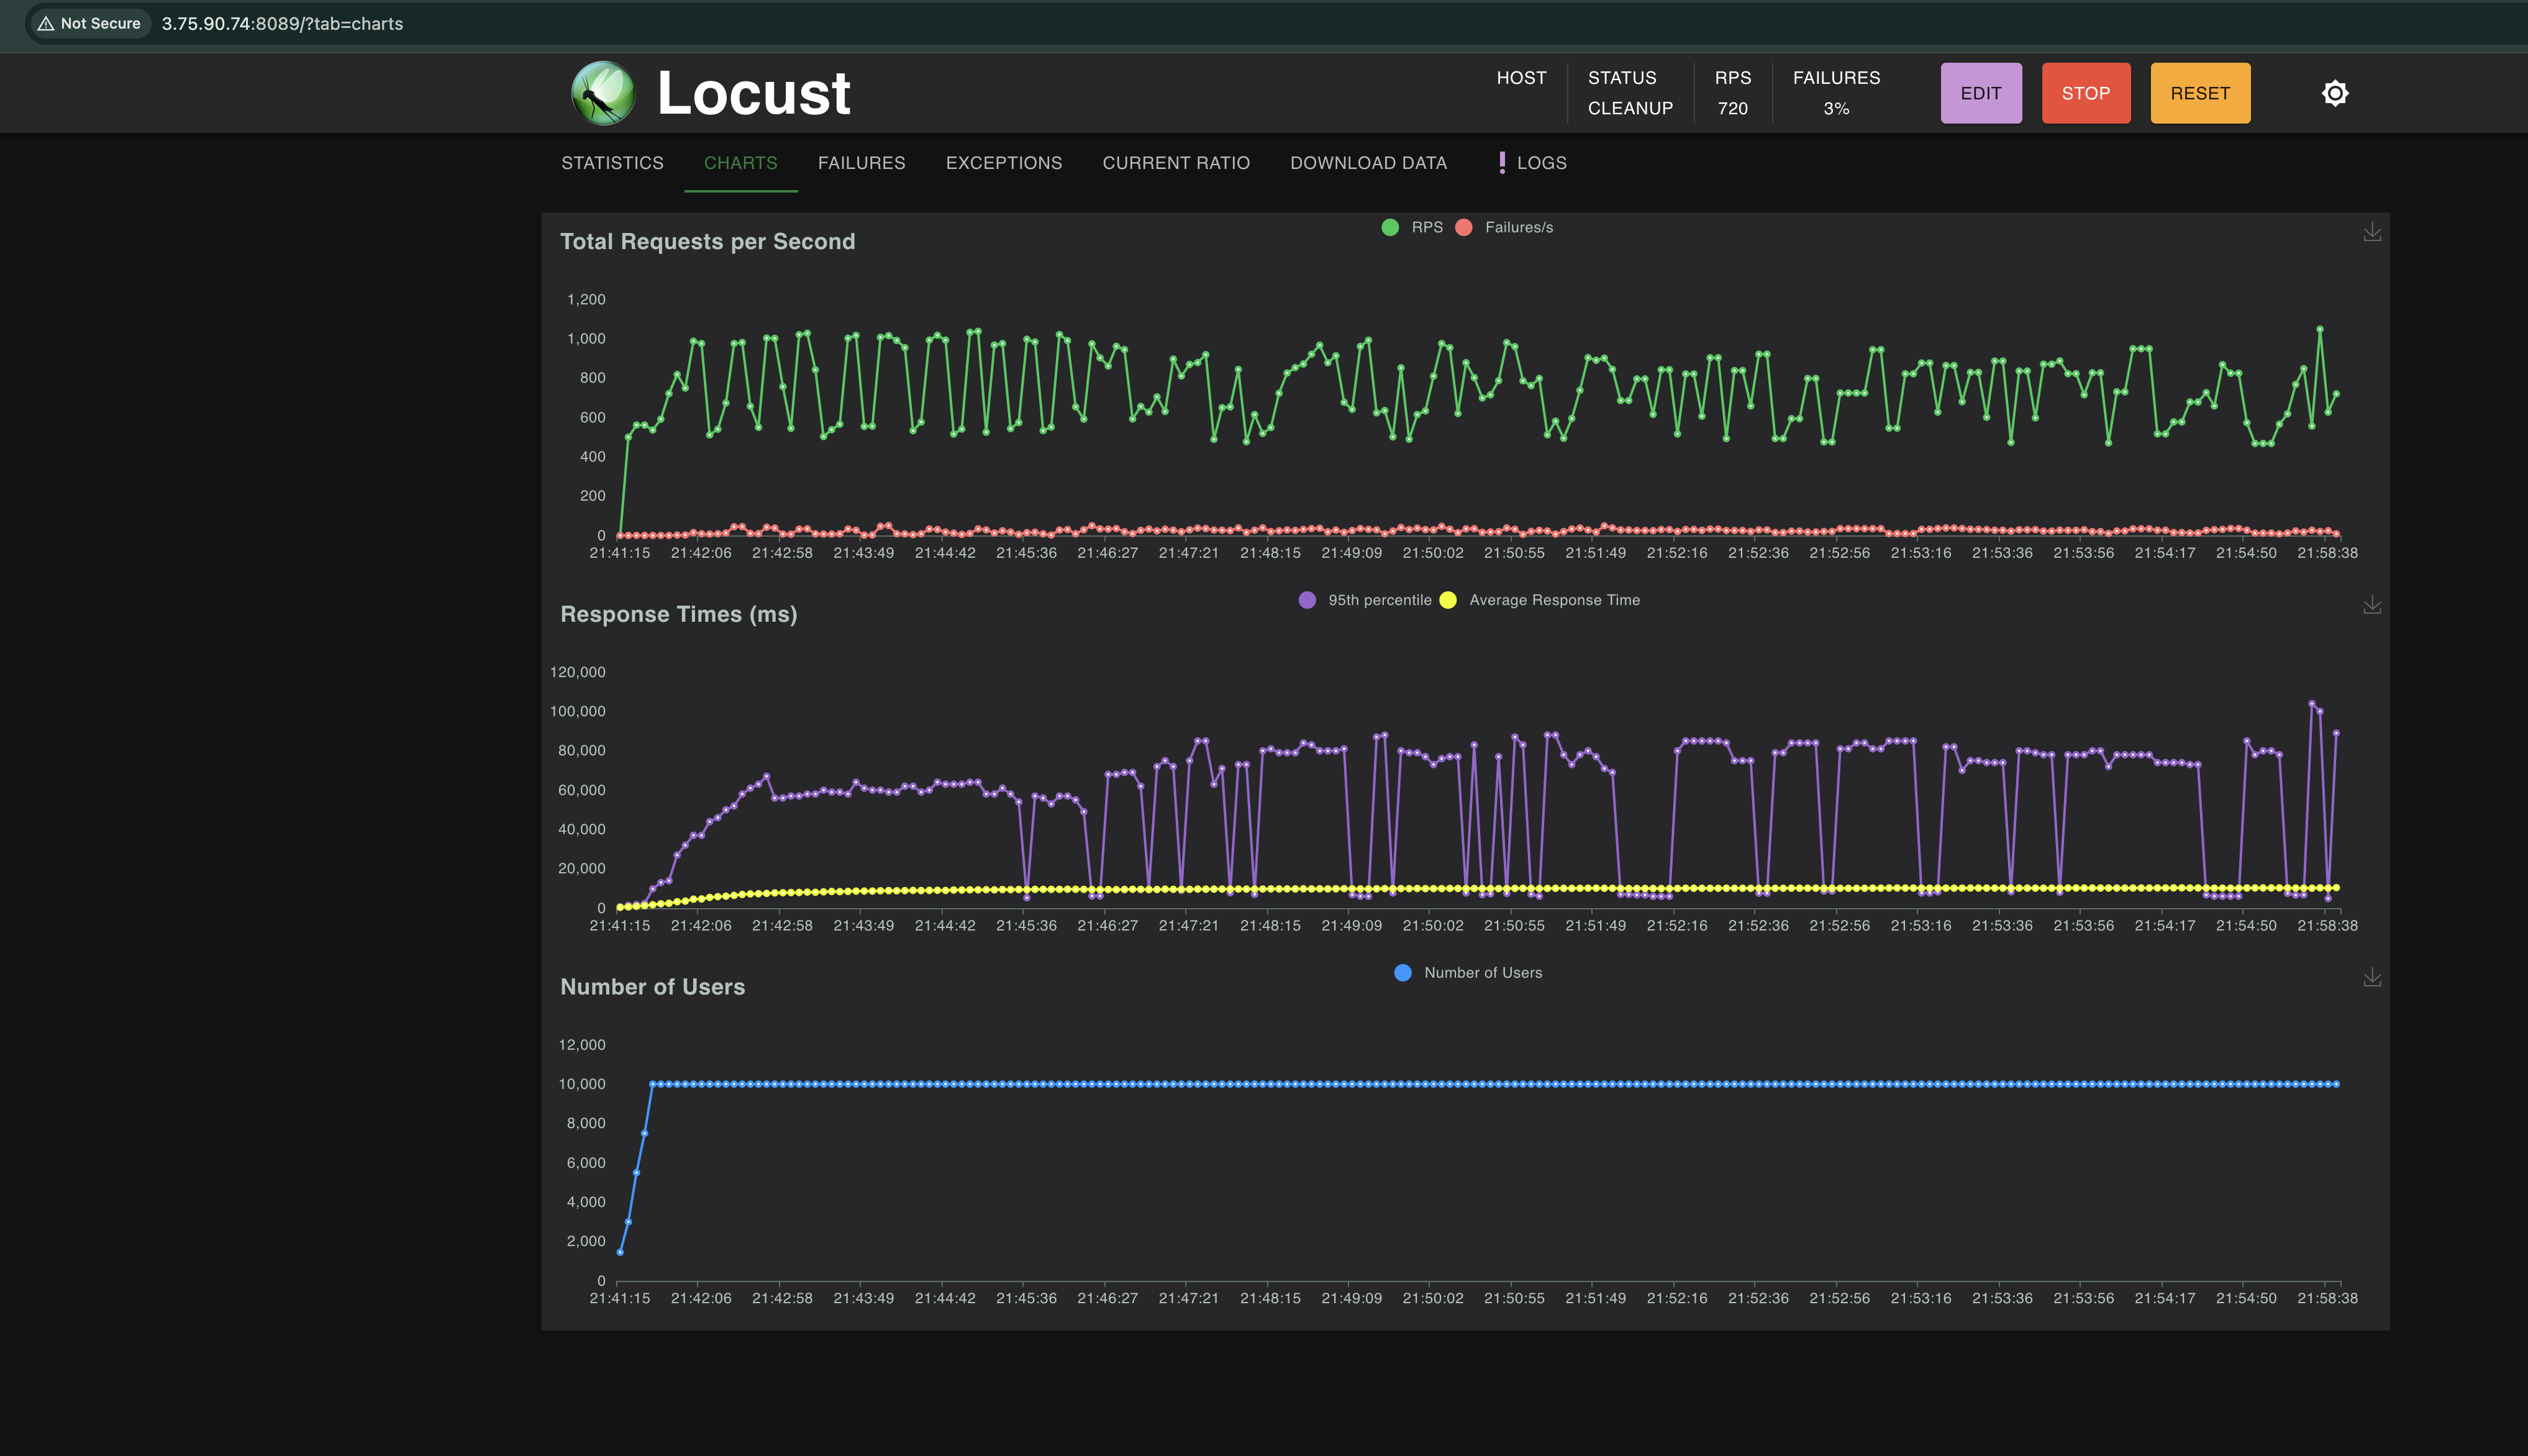 Not Secure 3.75.90.74:8089/?tab=charts
Locust
HOST STATUS RPS FAILURES
CLEANUP 720 3%
EDIT STOP RESET
STATISTICS CHARTS FAILURES EXCEPTIONS CURRENT RATIO DOWNLOAD DATA LOGS
Total Requests per Second
RPS Failures/s
1,200
1,000
800
600
400
200
0
21:41:15 21:42:06 21:42:58 21:43:49 21:44:42 21:45:36 21:46:27 21:47:21 21:48:15 21:49:09 21:50:02 21:50:55 21:51:49 21:52:16 21:52:36 21:52:56 21:53:16 21:53:36 21:53:56 21:54:17 21:54:50 21:58:38
Response Times (ms)
95th percentile Average Response Time
120,000
100,000
80,000
60,000
40,000
20,000
0
21:41:15 21:42:06 21:42:58 21:43:49 21:44:42 21:45:36 21:46:27 21:47:21 21:48:15 21:49:09 21:50:02 21:50:55 21:51:49 21:52:16 21:52:36 21:52:56 21:53:16 21:53:36 21:53:56 21:54:17 21:54:50 21:58:38
Number of Users
Number of Users
12,000
10,000
8,000
6,000
4,000
2,000
0
21:41:15 21:42:06 21:42:58 21:43:49 21:44:42 21:45:36 21:46:27 21:47:21 21:48:15 21:49:09 21:50:02 21:50:55 21:51:49 21:52:16 21:52:36 21:52:56 21:53:16 21:53:36 21:53:56 21:54:17 21:54:50 21:58:38